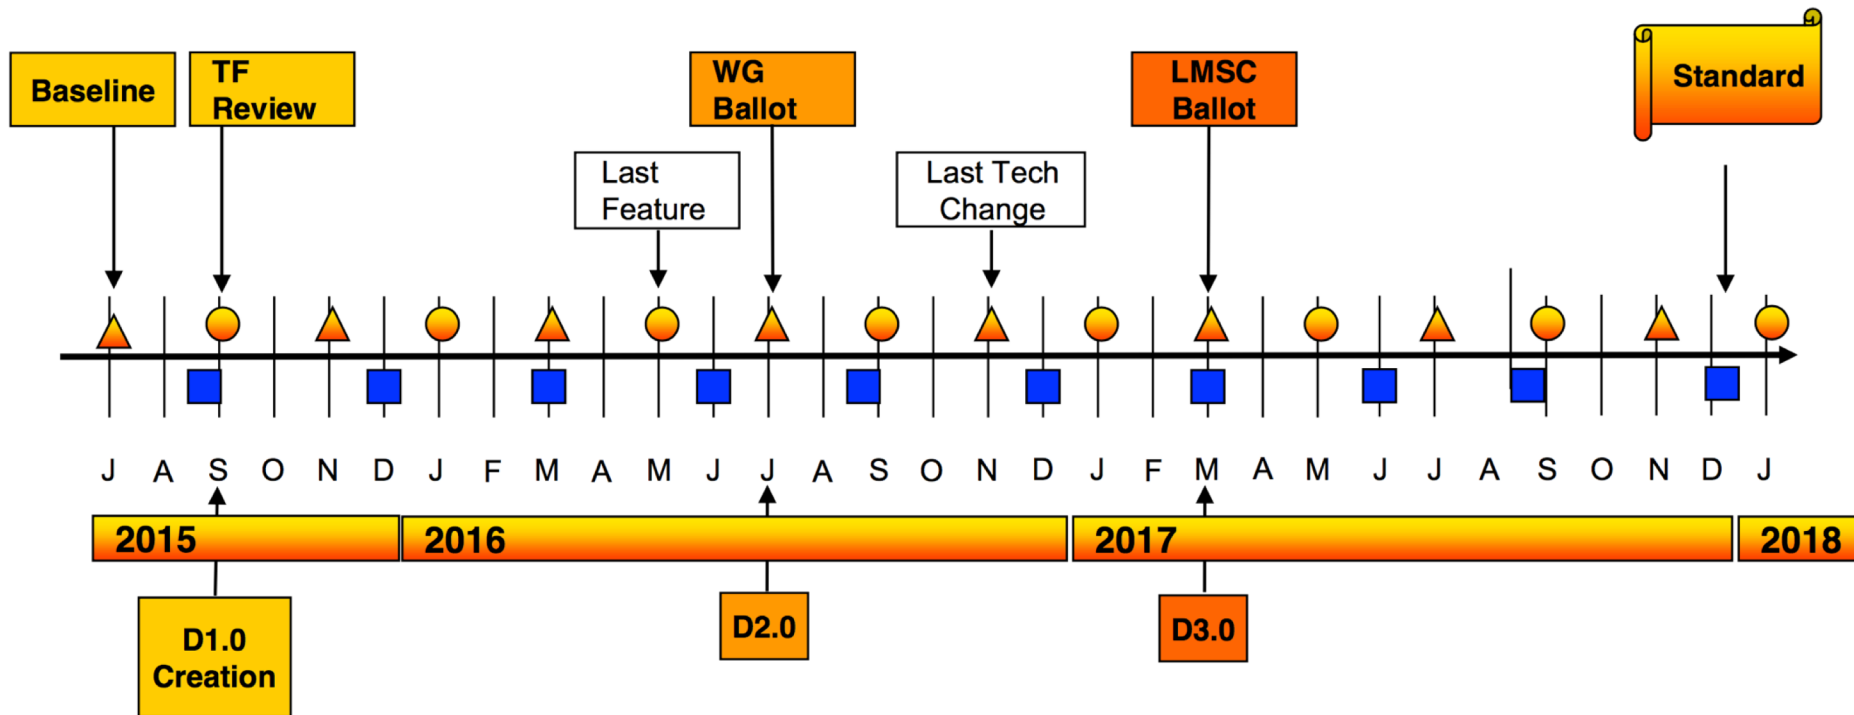 Baseline
TF
Review
WG
Ballot
LMSC
Ballot
Standard
Last
Feature
Last Tech
Change
J A S O N D J F M A M J J A S O N D J F M A M J J A S O N D J
2015
2016
2017
2018
D1.0
Creation
D2.0
D3.0